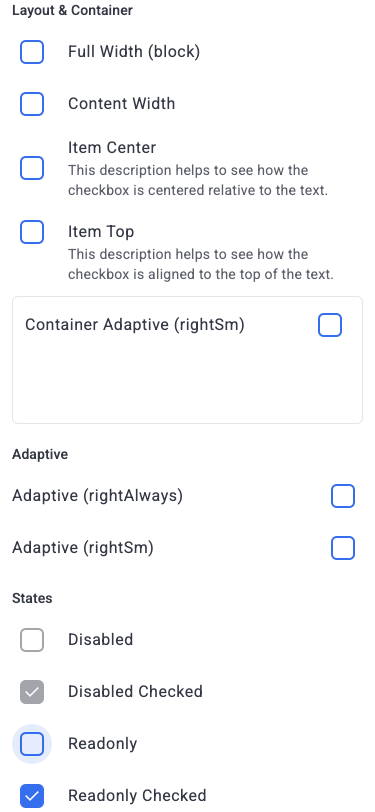 Layout & Container
Full Width (block)
Content Width
Item Center
This description helps to see how the
checkbox is centered relative to the text.
Item Top
This description helps to see how the
checkbox is aligned to the top of the text.
Container Adaptive (rightSm)
Adaptive
Adaptive (rightAlways)
Adaptive (rightSm)
States
Disabled
Disabled Checked
Readonly
Readonly Checked